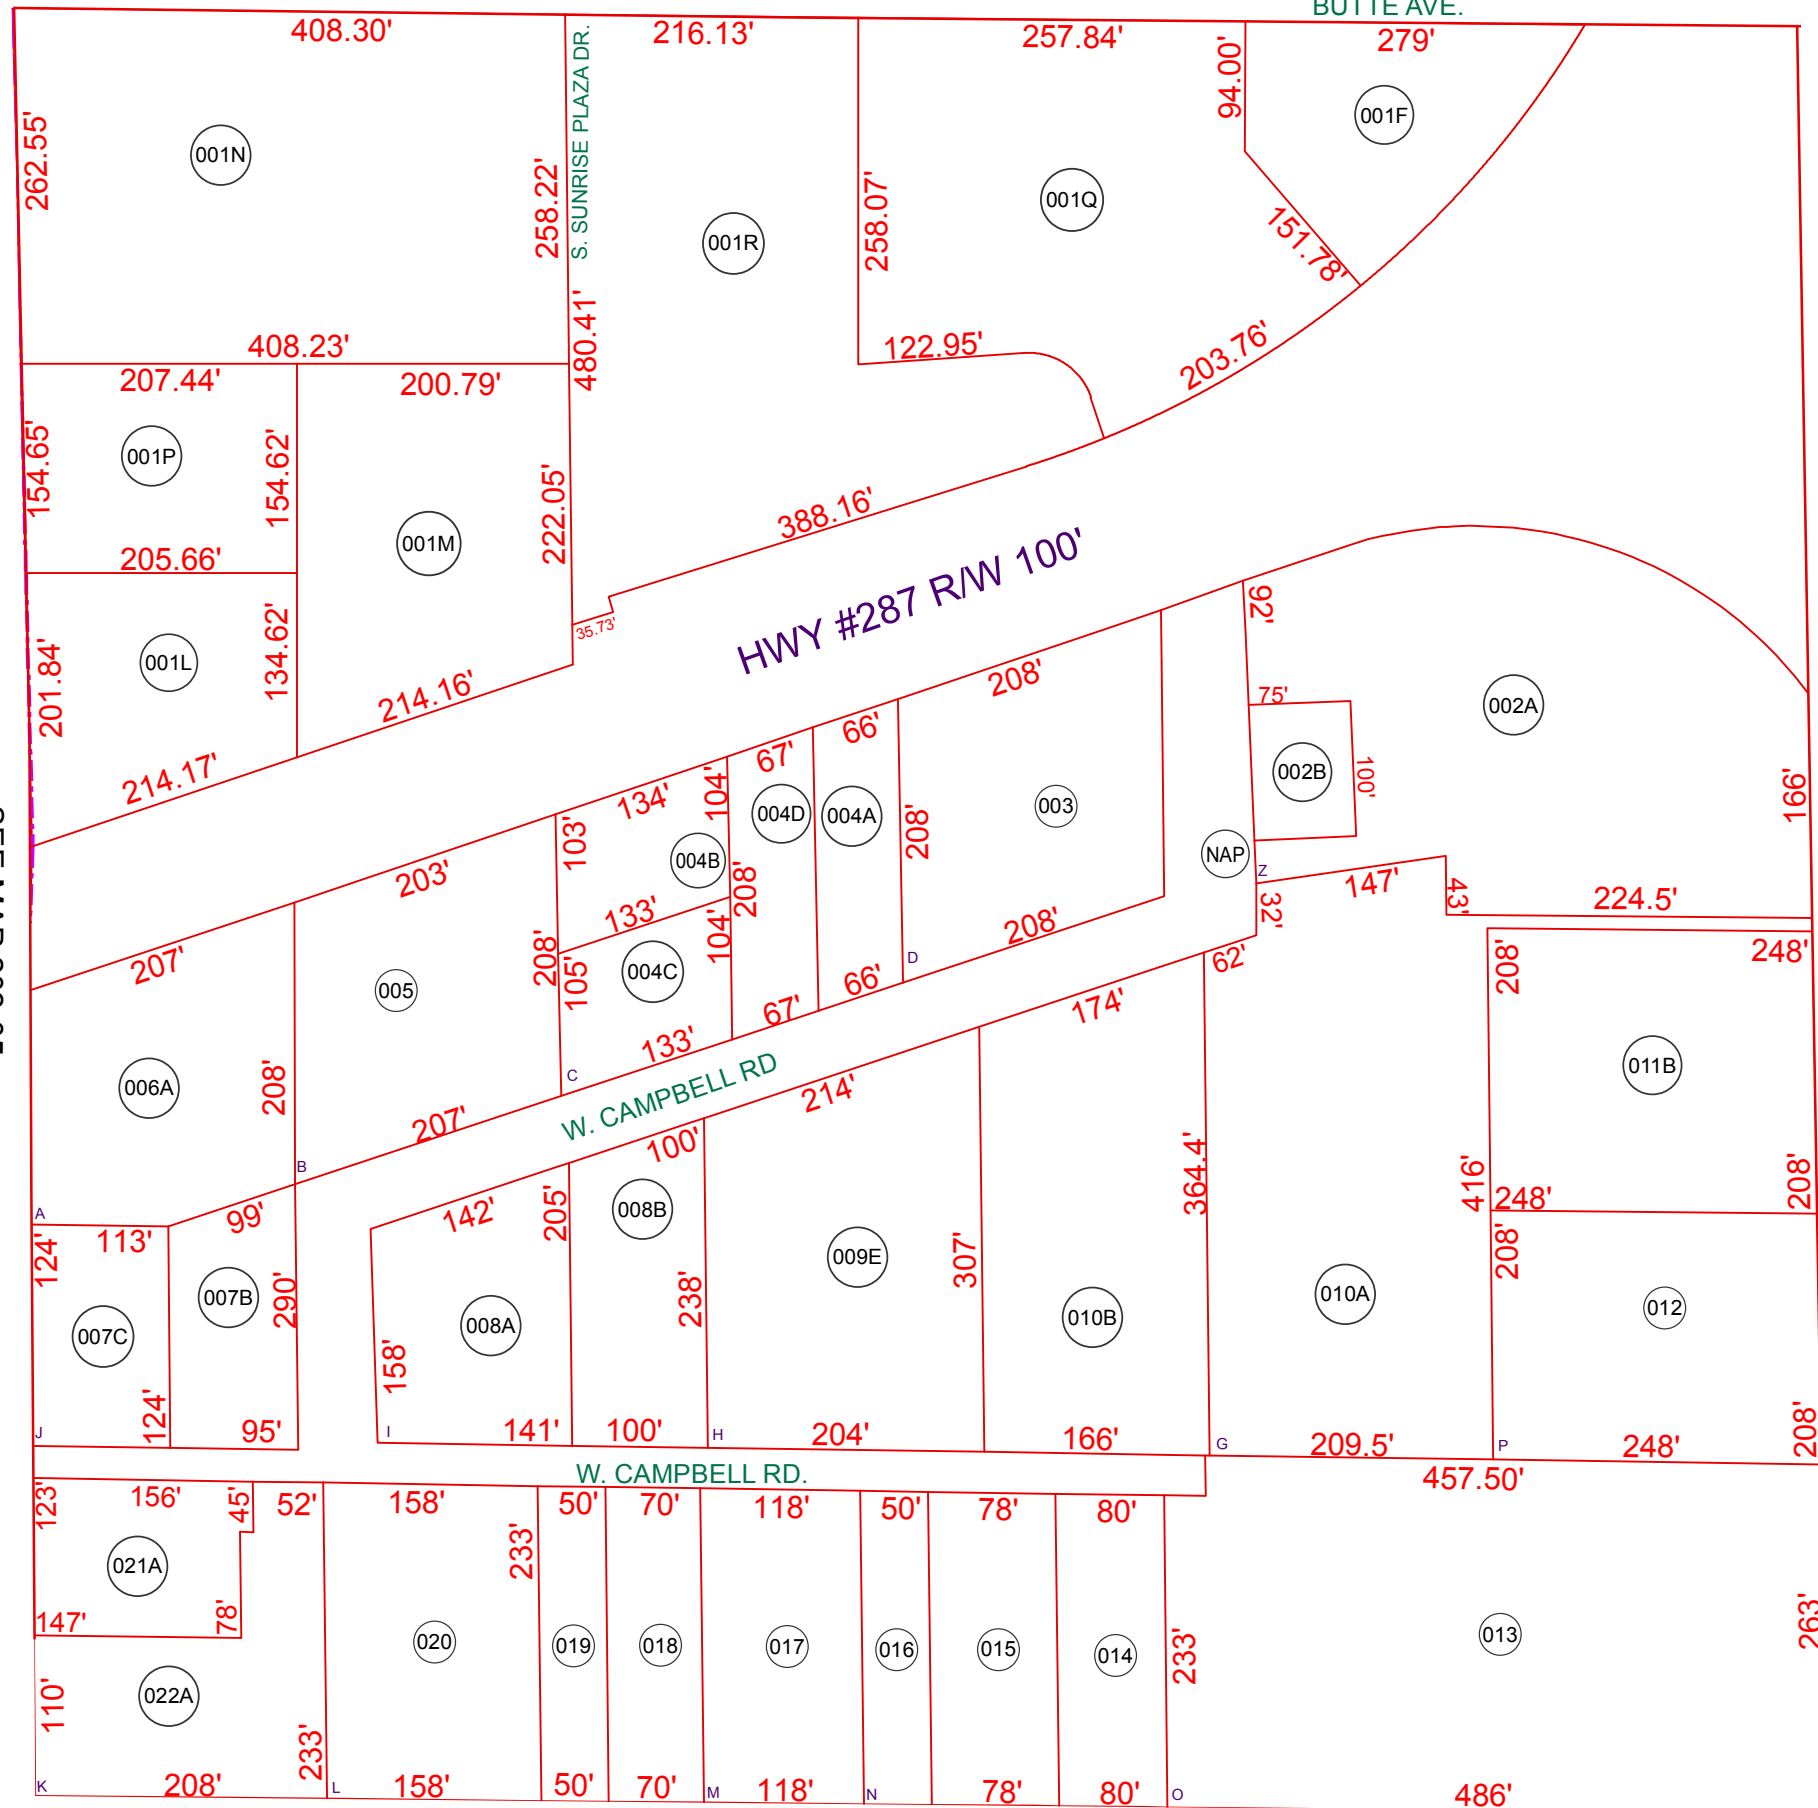 BUTTE AVE.
408.30'
216.13'
257.84'
279'
S. SUNRISE PLAZA DR.
94.00'
262.55'
001N
258.22'
001R
258.07'
001Q
001F
151.78'
480.41'
408.23'
122.95'
203.76'
207.44'
200.79'
154.65'
001P
154.62'
001M
222.05'
388.16'
HWY #287 R/W 100'
205.66'
35.73'
201.84'
001L
134.62'
214.16'
214.17'
92'
208'
75'
002A
66'
67'
134'
104'
004D
004A
003
002B
100'
166'
103'
004B
208'
208'
NAP
Z
147'
43'
224.5'
203'
133'
104'
208'
32'
207'
005
208'
105'
004C
D
62'
208'
248'
67'
66'
174'
133'
006A
208'
C
W. CAMPBELL RD
214'
011B
207'
100'
B
364.4'
416'
208'
A
99'
142'
205'
008B
248'
124'
113'
007B
290'
238'
009E
307'
208'
007C
008A
010B
010A
012
158'
124'
J
95'
I
141'
100'
H
204'
166'
G
209.5'
P
248'
208'
W. CAMPBELL RD.
457.50'
123'
156'
45'
52'
158'
50'
70'
118'
50'
78'
80'
021A
233'
147'
78'
020
019
018
017
016
015
014
233'
013
263'
022A
110'
233'
K
208'
L
158'
50'
70'
M
118'
N
78'
80'
O
486'